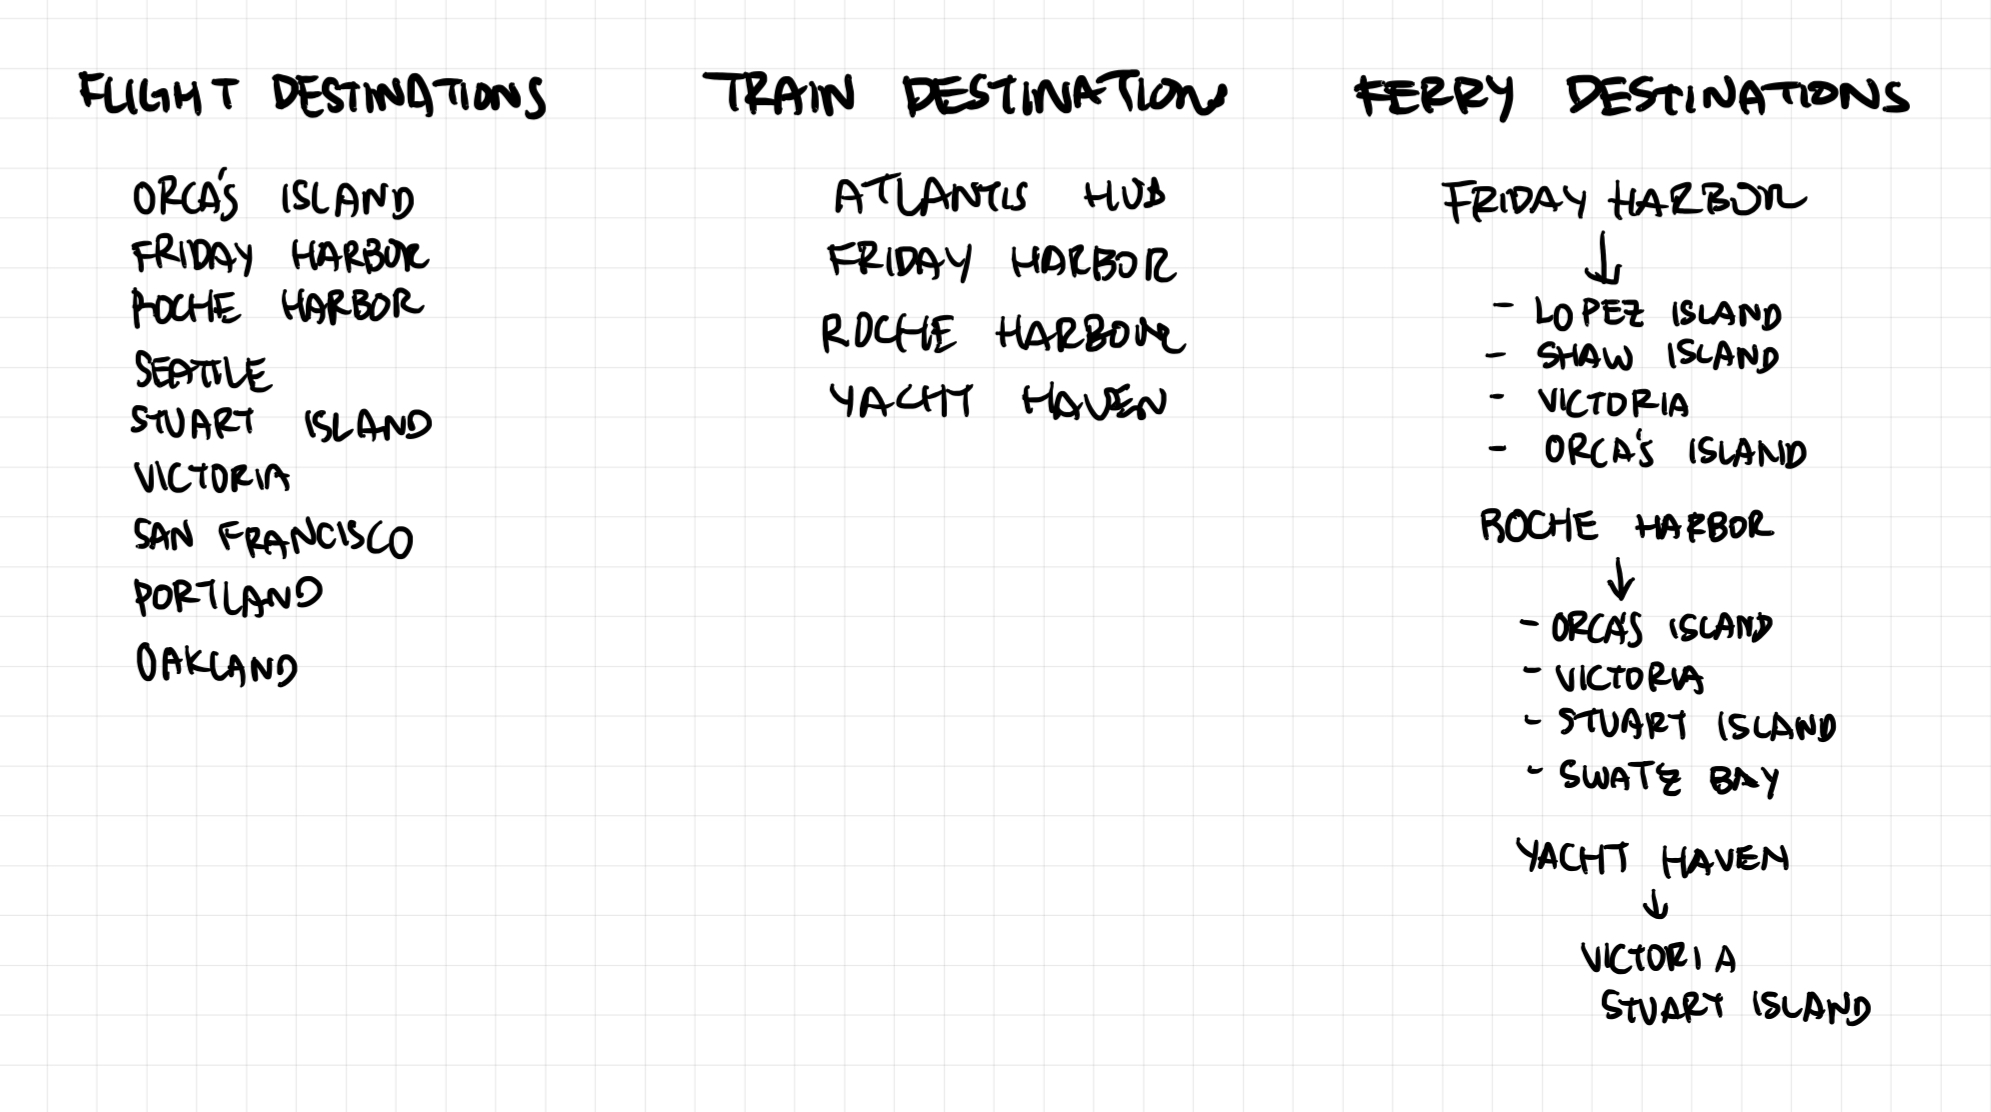 FLIGHT DESTINATIONS
ORCA'S ISLAND
FRIDAY HARBOR
ROCHE HARBOR
SEATTLE
STUART ISLAND
VICTORIA
SAN FRANCISCO
PORTLAND
OAKLAND
TRAIN DESTINATIONS
ATLANTIS HUB
FRIDAY HARBOR
ROCHE HARBOR
YACHT HAVEN
FERRY DESTINATIONS
FRIDAY HARBOR
↓
- LOPEZ ISLAND
- SHAW ISLAND
- VICTORIA
- ORCA'S ISLAND
ROCHE HARBOR
↓
- ORCA'S ISLAND
- VICTORIA
- STUART ISLAND
- SWATZ BAY
YACHT HAVEN
↓
VICTORIA
STUART ISLAND